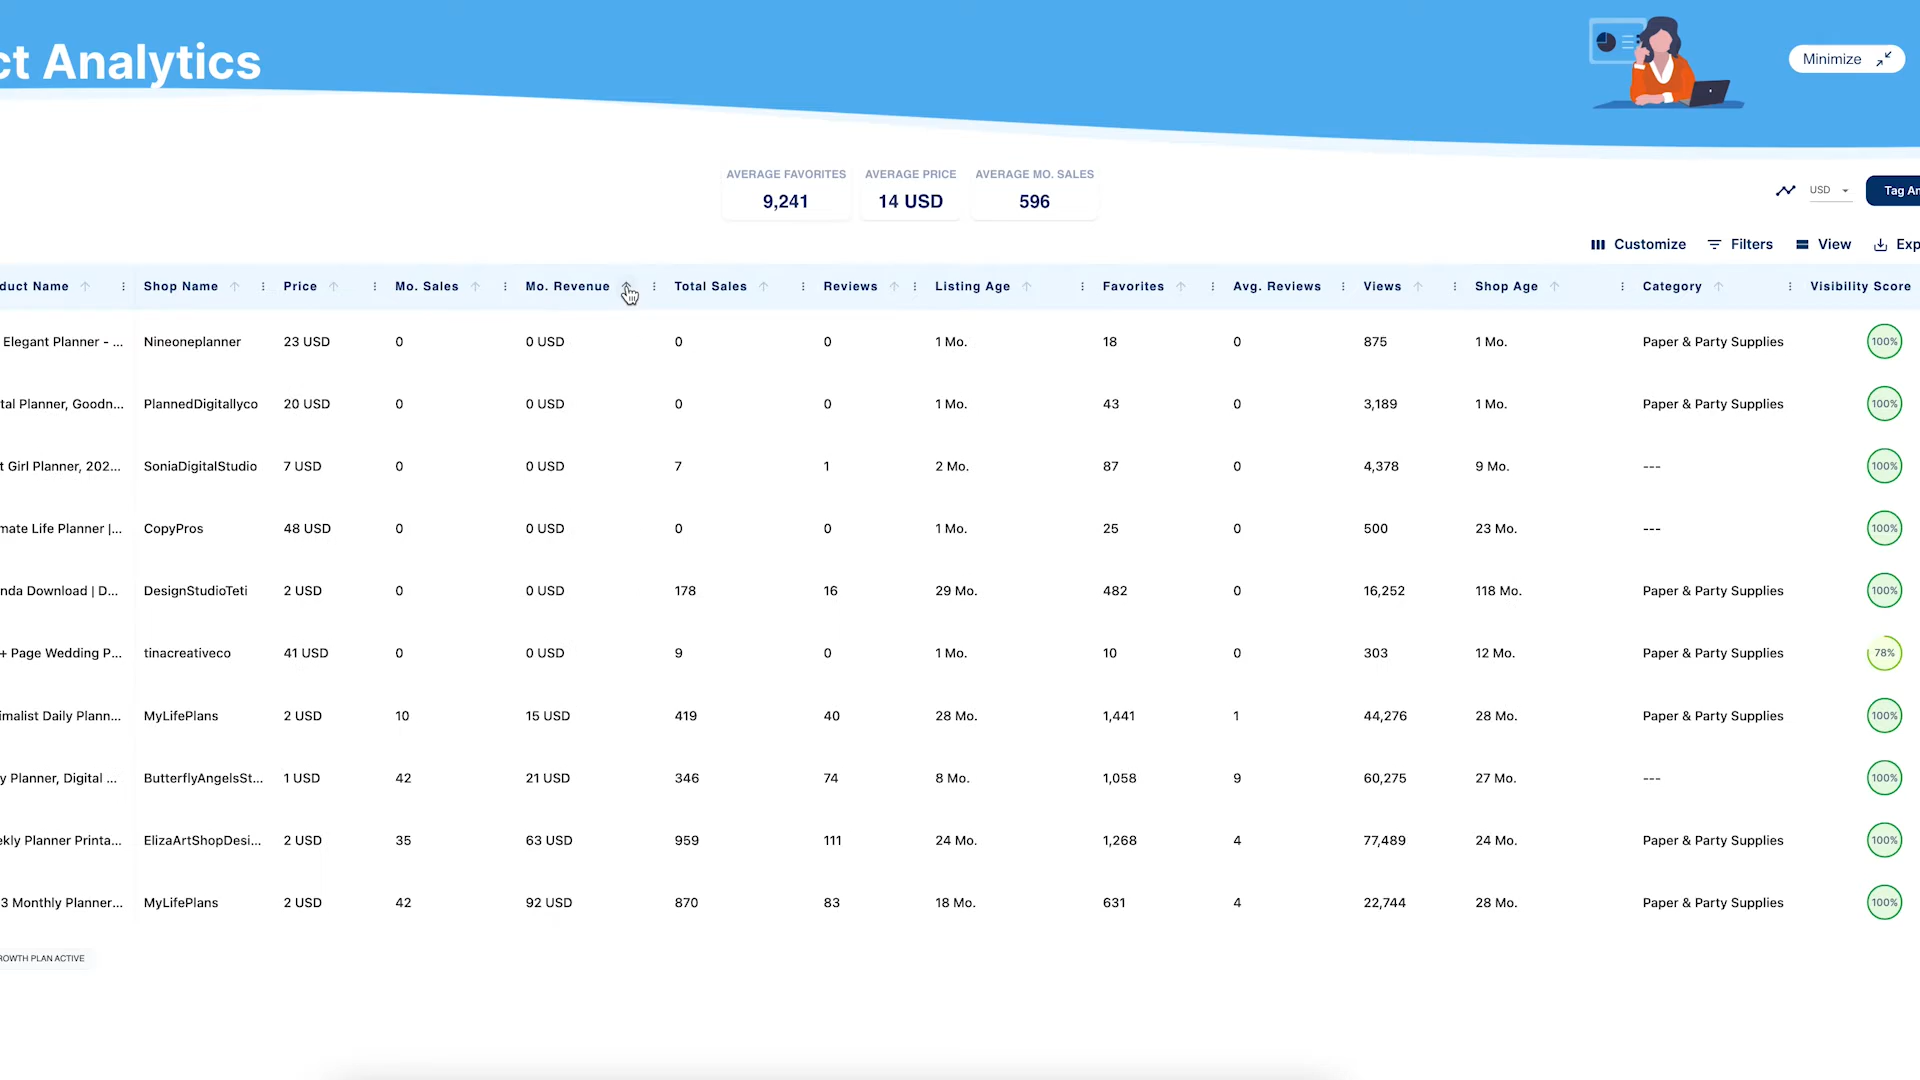 ct Analytics
Minimize
AVERAGE FAVORITES AVERAGE PRICE AVERAGE MO. SALES
9,241 14 USD 596
USD Tag An
Customize Filters View Exp
duct Name Shop Name Price Mo. Sales Mo. Revenue Total Sales Reviews Listing Age Favorites Avg. Reviews Views Shop Age Category Visibility Score
Elegant Planner - ... Nineoneplanner 23 USD 0 0 USD 0 0 1 Mo. 18 0 875 1 Mo. Paper & Party Supplies 100%
tal Planner, Goodn... PlannedDigitallyco 20 USD 0 0 USD 0 0 1 Mo. 43 0 3,189 1 Mo. Paper & Party Supplies 100%
t Girl Planner, 202... SoniaDigitalStudio 7 USD 0 0 USD 7 1 2 Mo. 87 0 4,378 9 Mo. --- 100%
mate Life Planner |... CopyPros 48 USD 0 0 USD 0 0 1 Mo. 25 0 500 23 Mo. --- 100%
nda Download | D... DesignStudioTeti 2 USD 0 0 USD 178 16 29 Mo. 482 0 16,252 118 Mo. Paper & Party Supplies 100%
+ Page Wedding P... tinacreativeco 41 USD 0 0 USD 9 0 1 Mo. 10 0 303 12 Mo. Paper & Party Supplies 78%
imalist Daily Plann... MyLifePlans 2 USD 10 15 USD 419 40 28 Mo. 1,441 1 44,276 28 Mo. Paper & Party Supplies 100%
y Planner, Digital ... ButterflyAngelsSt... 1 USD 42 21 USD 346 74 8 Mo. 1,058 9 60,275 27 Mo. --- 100%
ekly Planner Printa... ElizaArtShopDesi... 2 USD 35 63 USD 959 111 24 Mo. 1,268 4 77,489 24 Mo. Paper & Party Supplies 100%
3 Monthly Planner... MyLifePlans 2 USD 42 92 USD 870 83 18 Mo. 631 4 22,744 28 Mo. Paper & Party Supplies 100%
ROWTH PLAN ACTIVE